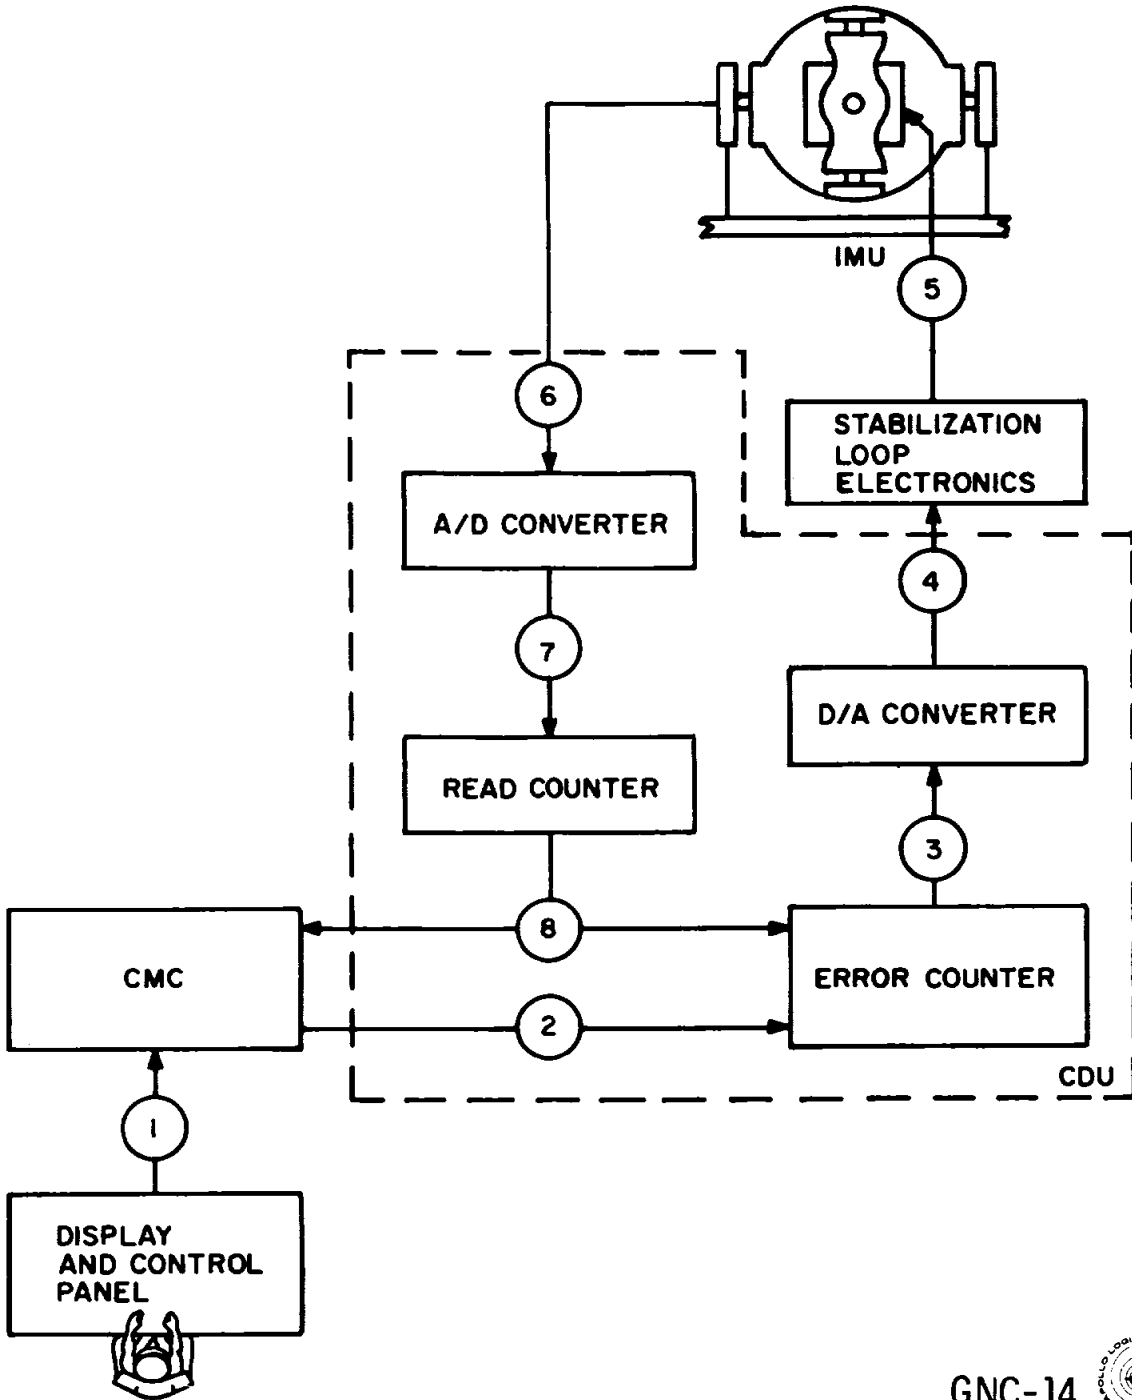 IMU
5
6
STABILIZATION
LOOP
ELECTRONICS
A/D CONVERTER
4
7
D/A CONVERTER
READ COUNTER
3
8
CMC
ERROR COUNTER
2
CDU
1
DISPLAY
AND CONTROL
PANEL
GNC-14